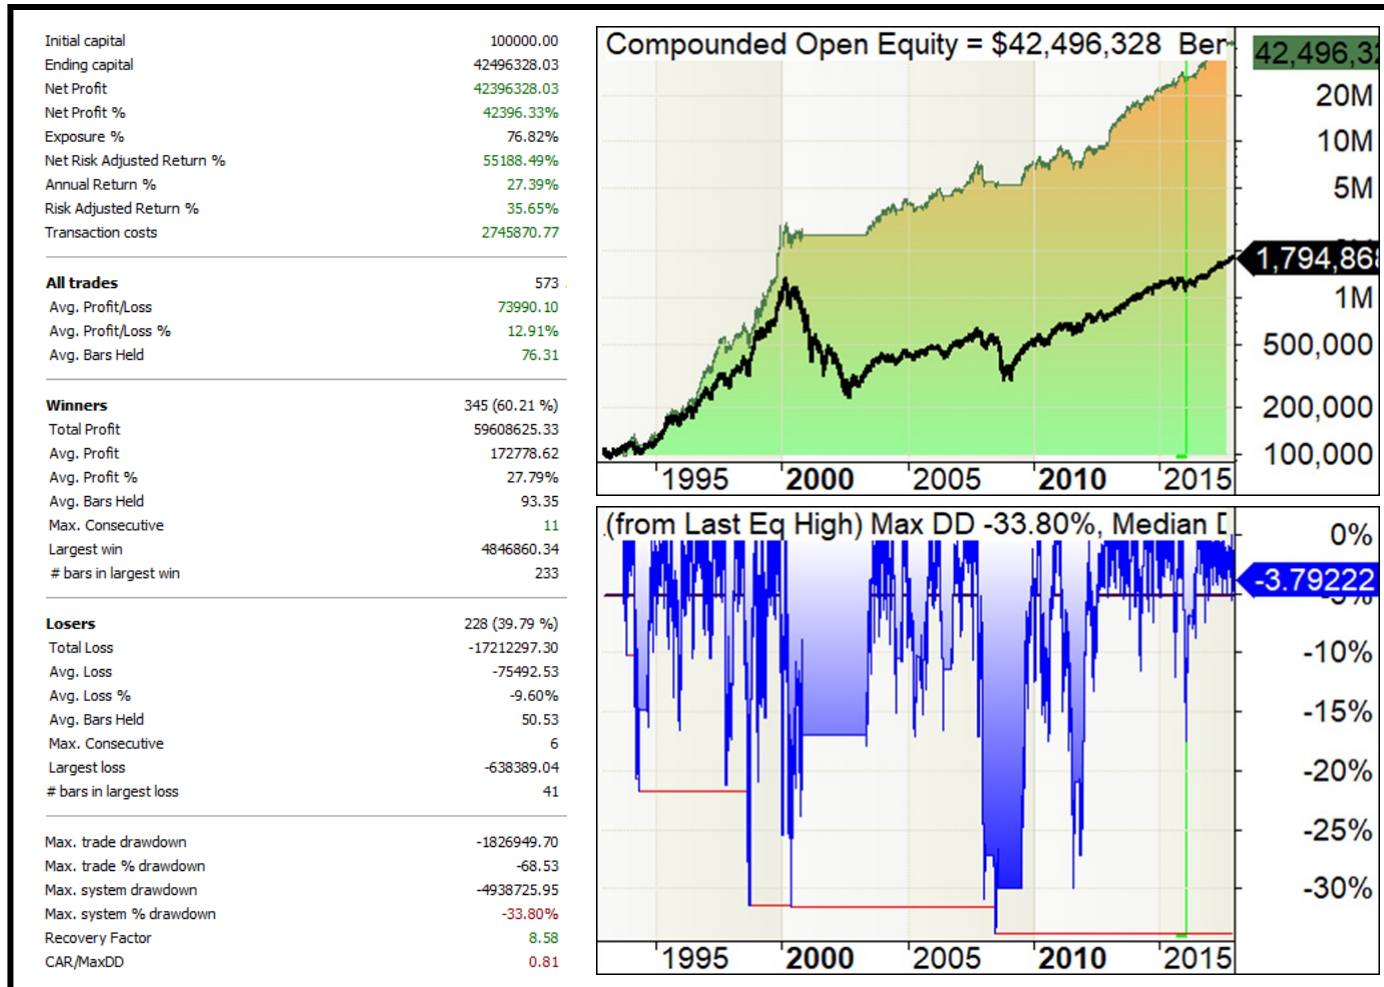 Initial capital 100000.00
Ending capital 42496328.03
Net Profit 42396328.03
Net Profit % 42396.33%
Exposure % 76.82%
Net Risk Adjusted Return % 55188.49%
Annual Return % 27.39%
Risk Adjusted Return % 35.65%
Transaction costs 2745870.77
All trades 573
Avg. Profit/Loss 73990.10
Avg. Profit/Loss % 12.91%
Avg. Bars Held 76.31
Winners 345 (60.21 %)
Total Profit 59608625.33
Avg. Profit 172778.62
Avg. Profit % 27.79%
Avg. Bars Held 93.35
Max. Consecutive 11
Largest win 4846860.34
# bars in largest win 233
Losers 228 (39.79 %)
Total Loss -17212297.30
Avg. Loss -75492.53
Avg. Loss % -9.60%
Avg. Bars Held 50.53
Max. Consecutive 6
Largest loss -638389.04
# bars in largest loss 41
Max. trade drawdown -1826949.70
Max. trade % drawdown -68.53
Max. system drawdown -4938725.95
Max. system % drawdown -33.80%
Recovery Factor 8.58
CAR/MaxDD 0.81
Compounded Open Equity = $42,496,328 Ber
42,496,32
20M
10M
5M
1,794,868
1M
500,000
200,000
100,000
1995 2000 2005 2010 2015
(from Last Eq High) Max DD -33.80%, Median D
0%
-3.79222
-5%
-10%
-15%
-20%
-25%
-30%
1995 2000 2005 2010 2015